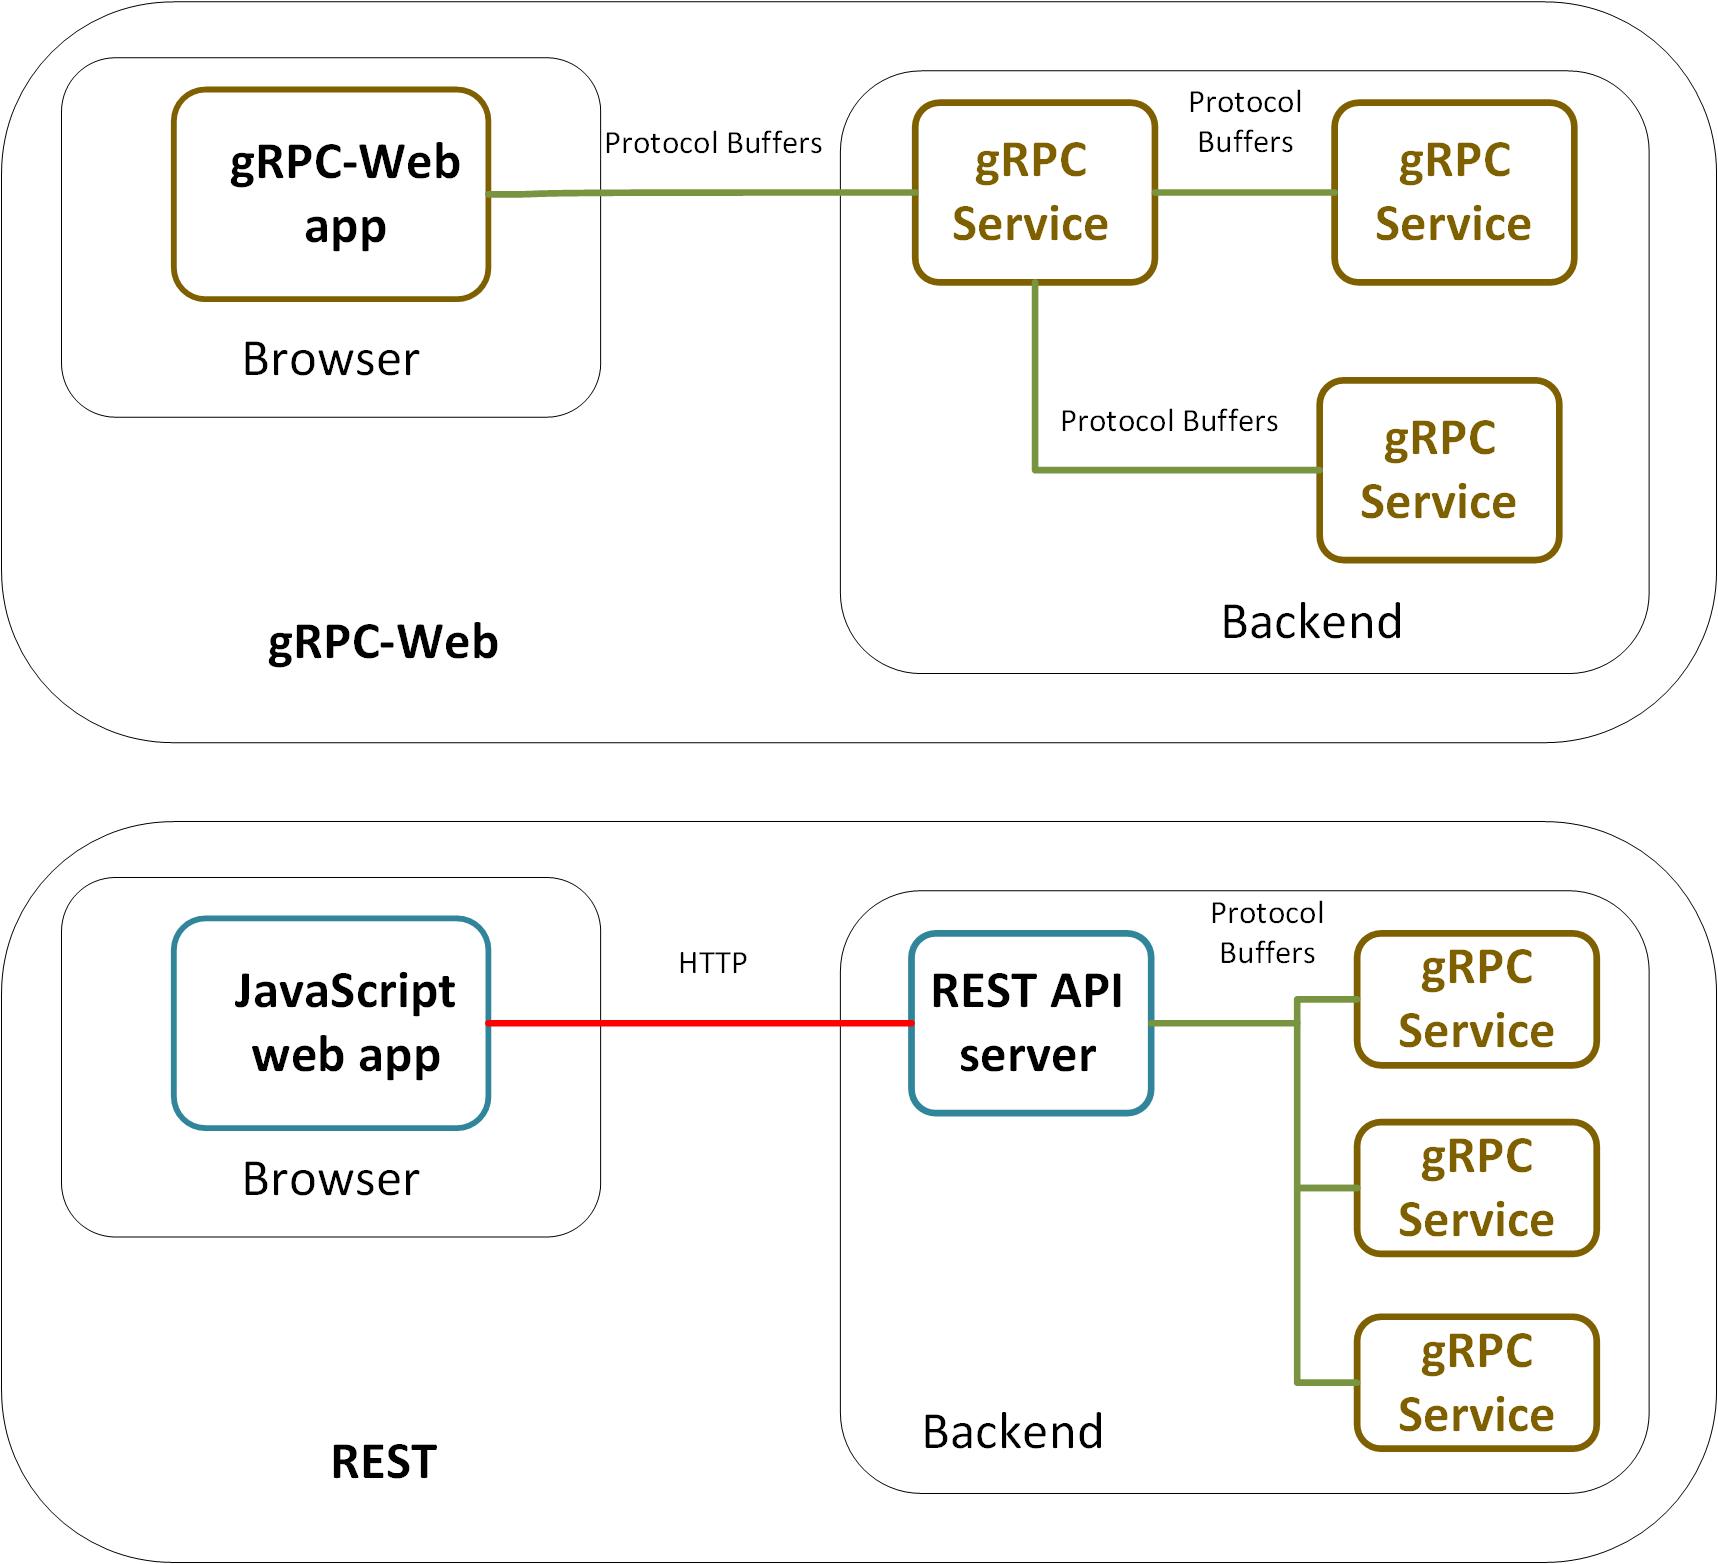 gRPC-Web
app
Browser
Protocol Buffers
gRPC
Service
Protocol
Buffers
gRPC
Service
Protocol Buffers
gRPC
Service
Backend
gRPC-Web
JavaScript
web app
Browser
HTTP
REST API
server
Protocol
Buffers
gRPC
Service
gRPC
Service
gRPC
Service
Backend
REST